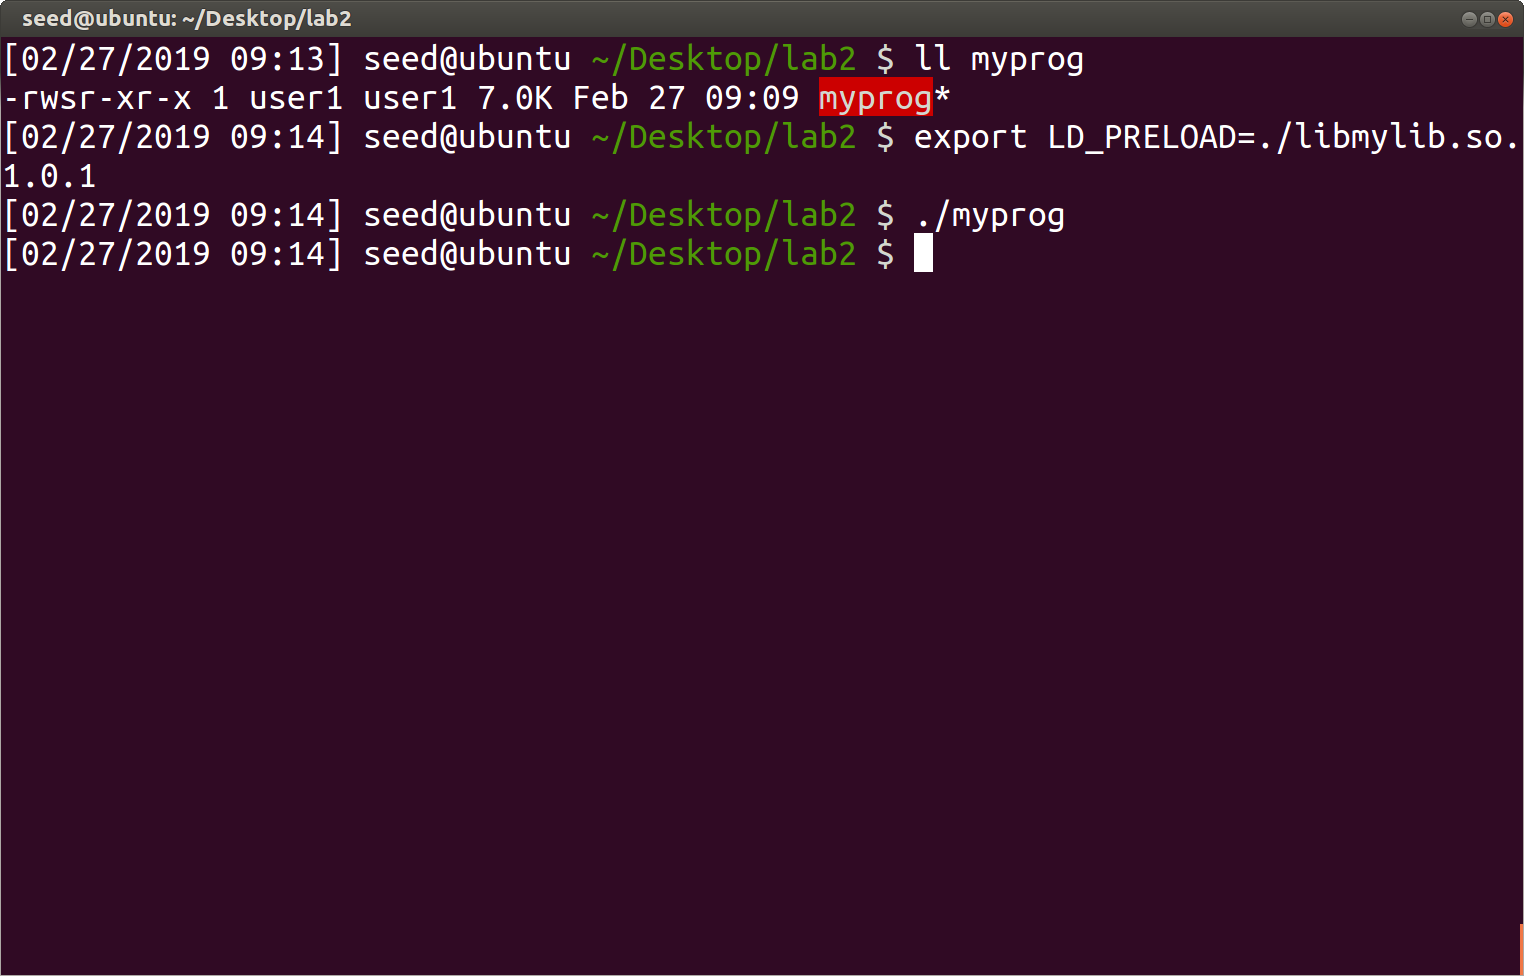 seed@ubuntu: ~/Desktop/lab2
[02/27/2019 09:13] seed@ubuntu ~/Desktop/lab2 $ ll myprog
-rwsr-xr-x 1 user1 user1 7.0K Feb 27 09:09 myprog*
[02/27/2019 09:14] seed@ubuntu ~/Desktop/lab2 $ export LD_PRELOAD=./libmylib.so.
1.0.1
[02/27/2019 09:14] seed@ubuntu ~/Desktop/lab2 $ ./myprog
[02/27/2019 09:14] seed@ubuntu ~/Desktop/lab2 $